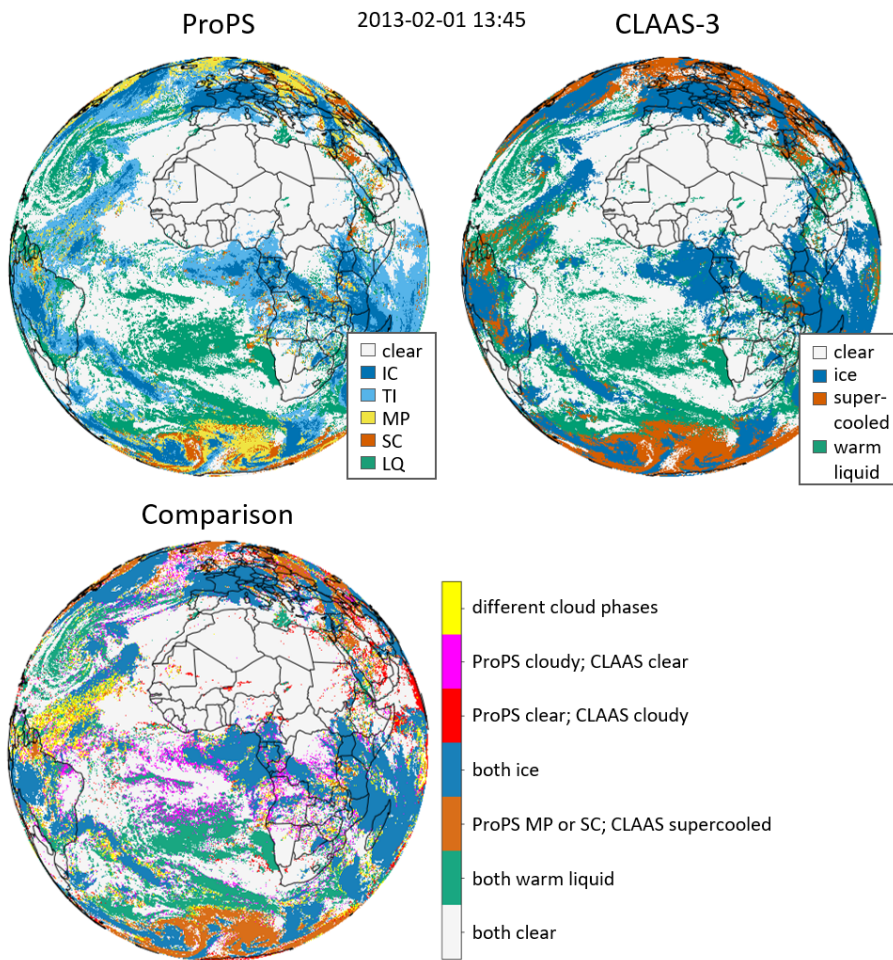 ProPS
2013-02-01 13:45
CLAAS-3
clear
IC
TI
MP
SC
LQ
clear
ice
super-
cooled
warm
liquid
Comparison
different cloud phases
ProPS cloudy; CLAAS clear
ProPS clear; CLAAS cloudy
both ice
ProPS MP or SC; CLAAS supercooled
both warm liquid
both clear